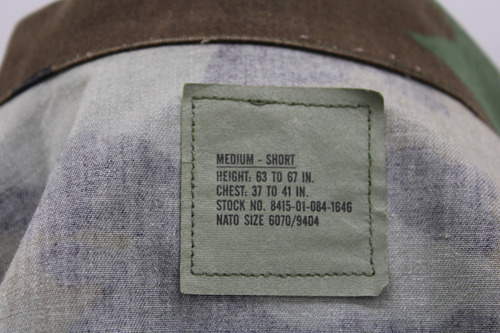 MEDIUM - SHORT
HEIGHT: 63 TO 67 IN.
CHEST: 37 TO 41 IN.
STOCK NO. 8415-01-084-1646
NATO SIZE 6070/9404